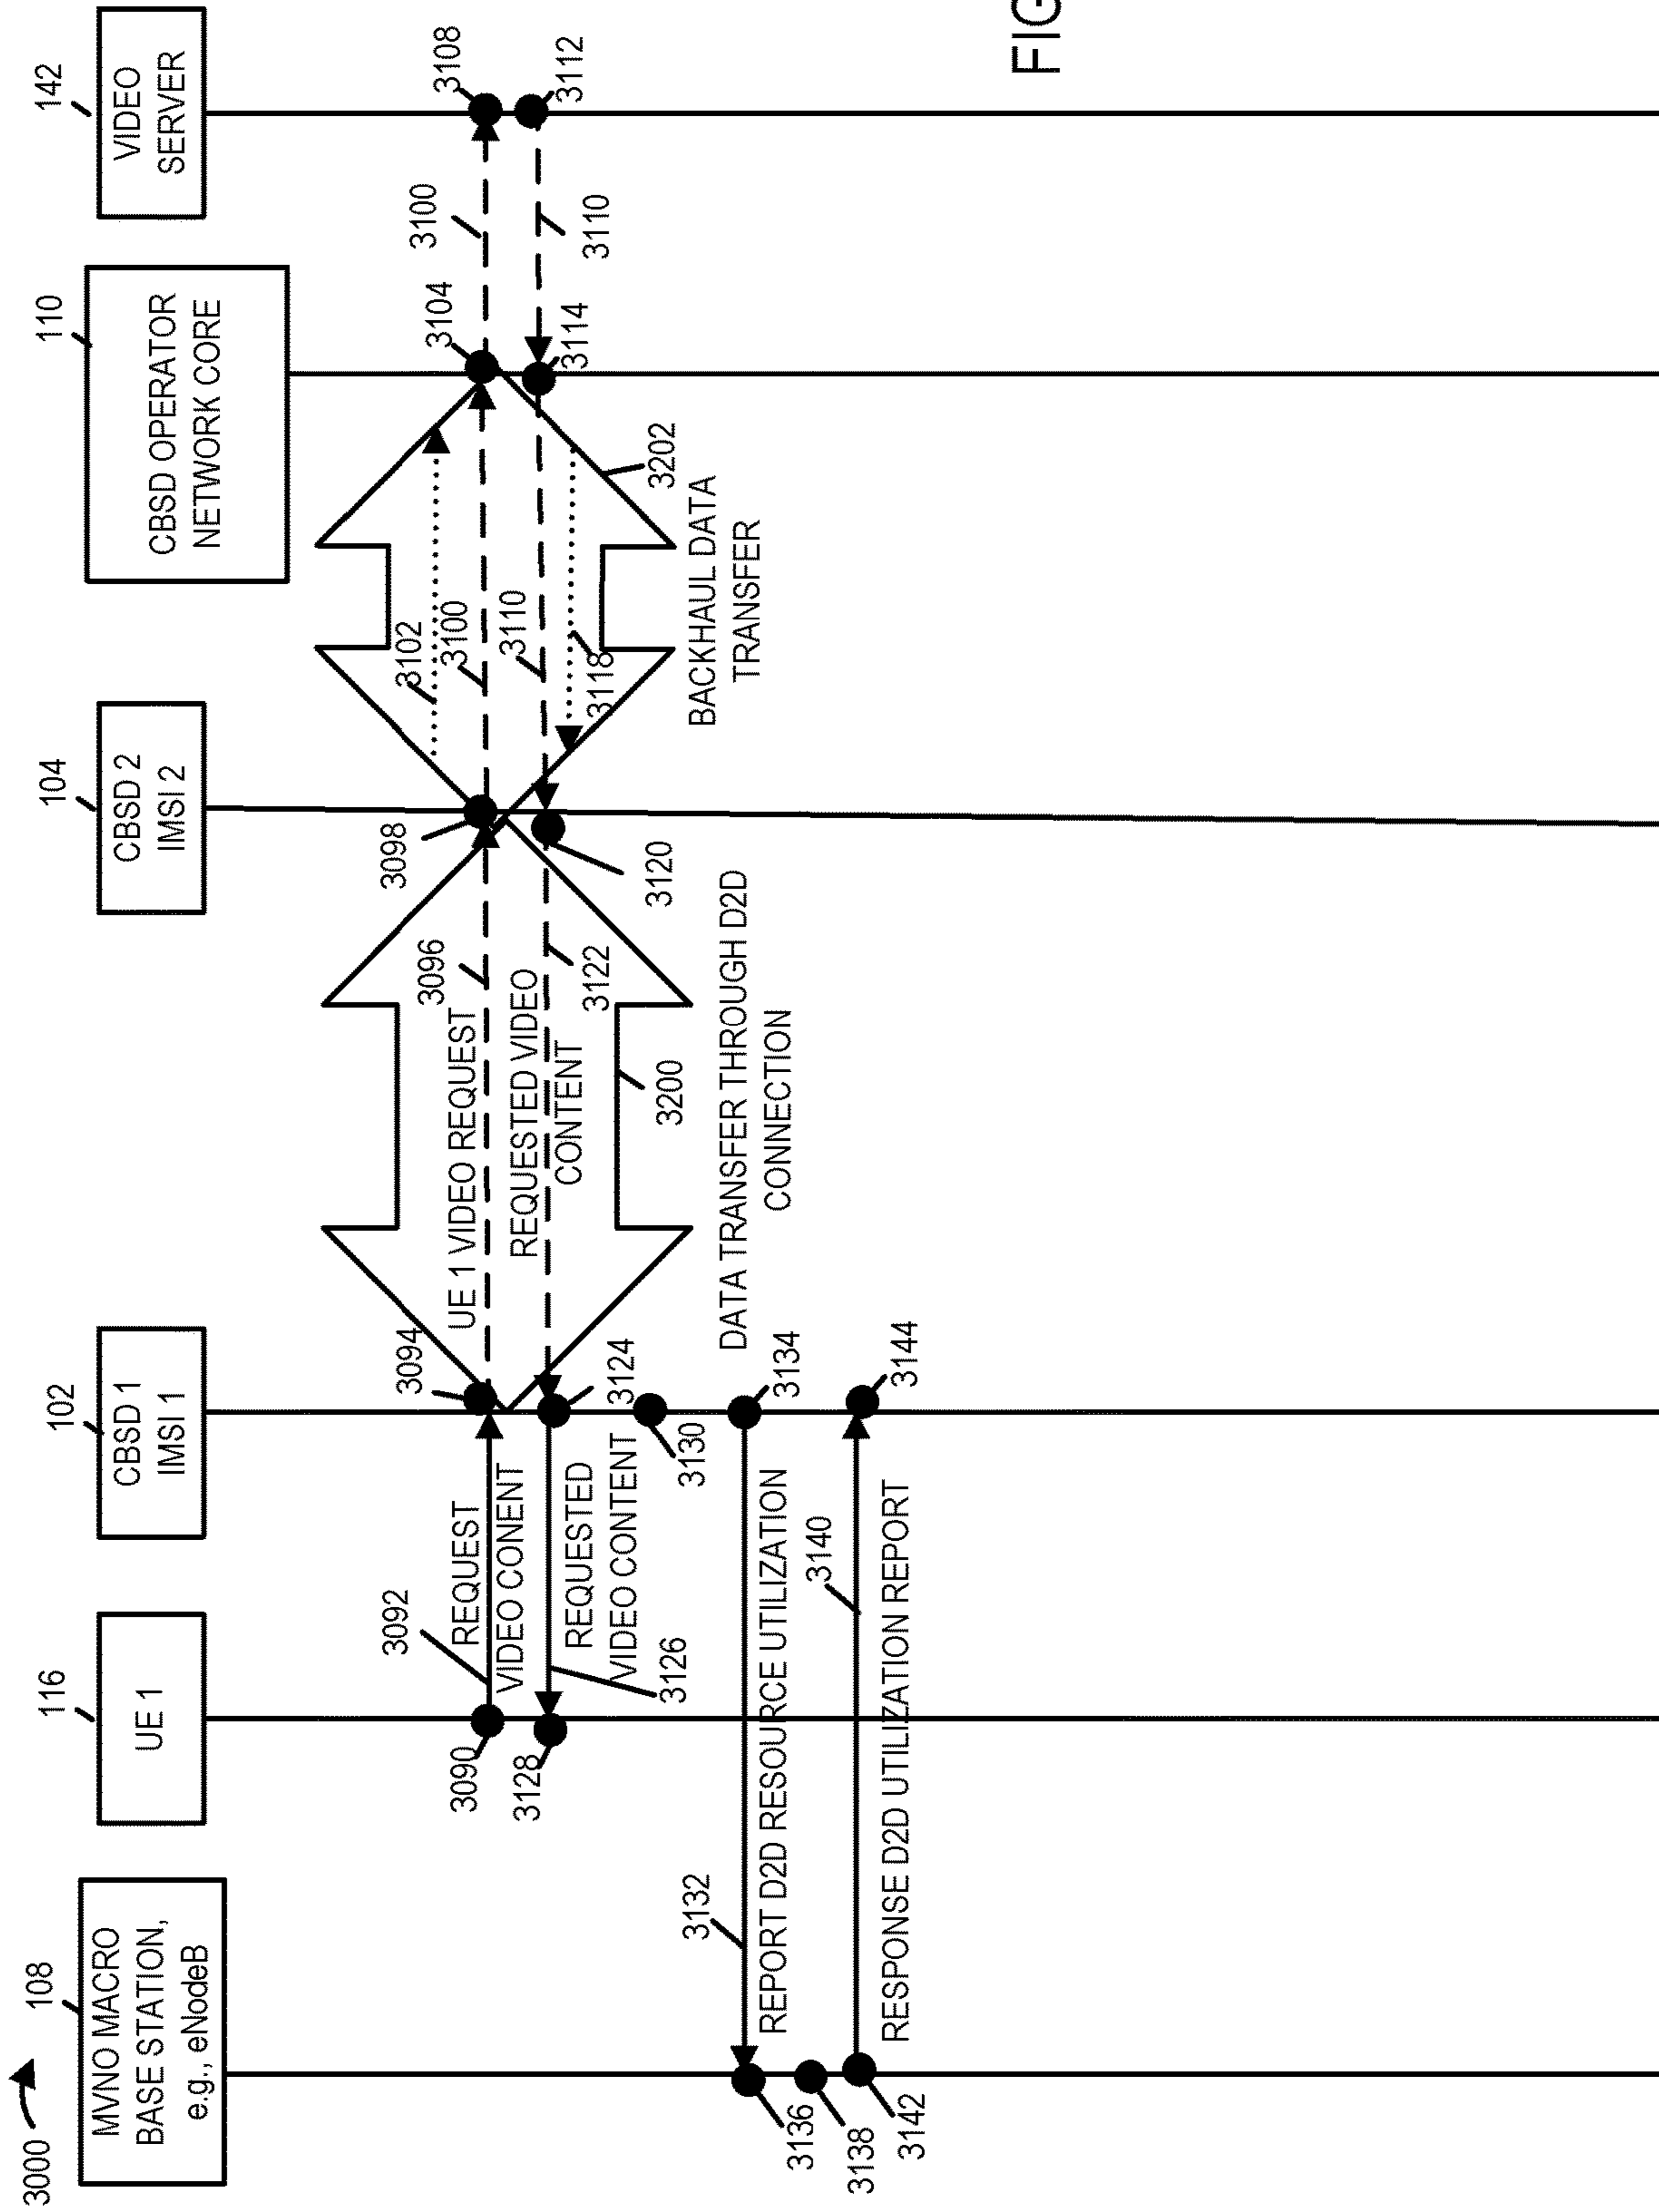 3000
108
MVNO MACRO
BASE STATION,
e.g., eNodeB
116
UE 1
102
CBSD 1
IMSI 1
104
CBSD 2
IMSI 2
110
CBSD OPERATOR
NETWORK CORE
142
VIDEO
SERVER
3090
3092
REQUEST
VIDEO CONENT
3094
UE 1 VIDEO REQUEST
3096
3098
3102
3100
3104
3100
3108
3128
3126
REQUESTED
VIDEO CONTENT
3124
REQUESTED VIDEO
CONTENT
3122
3120
3110
3118
3114
3110
3112
3130
3200
DATA TRANSFER THROUGH D2D
CONNECTION
3202
BACKHAUL DATA
TRANSFER
3136
3132
REPORT D2D RESOURCE UTILIZATION
3134
3138
3142
3140
RESPONSE D2D UTILIZATION REPORT
3144
FIG